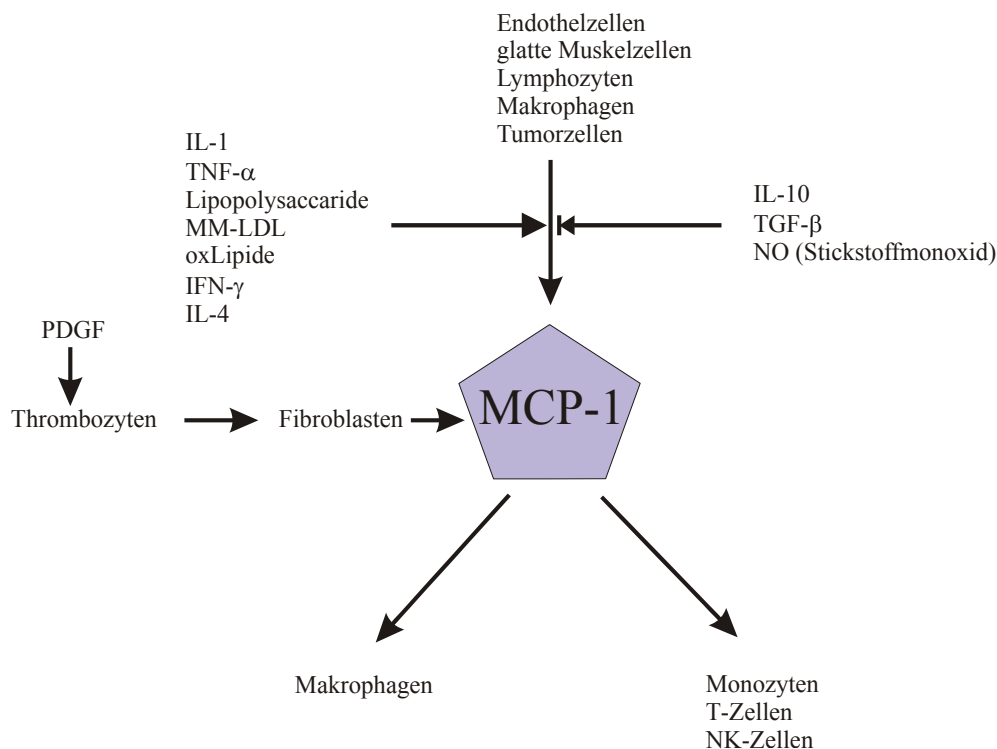 Endothelzellen
glatte Muskelzellen
Lymphozyten
Makrophagen
Tumorzellen
IL-1
TNF-α
Lipopolysaccaride
MM-LDL
oxLipide
IFN-γ
IL-4
IL-10
TGF-β
NO (Stickstoffmonoxid)
PDGF
Thrombozyten
Fibroblasten
MCP-1
Makrophagen
Monozyten
T-Zellen
NK-Zellen